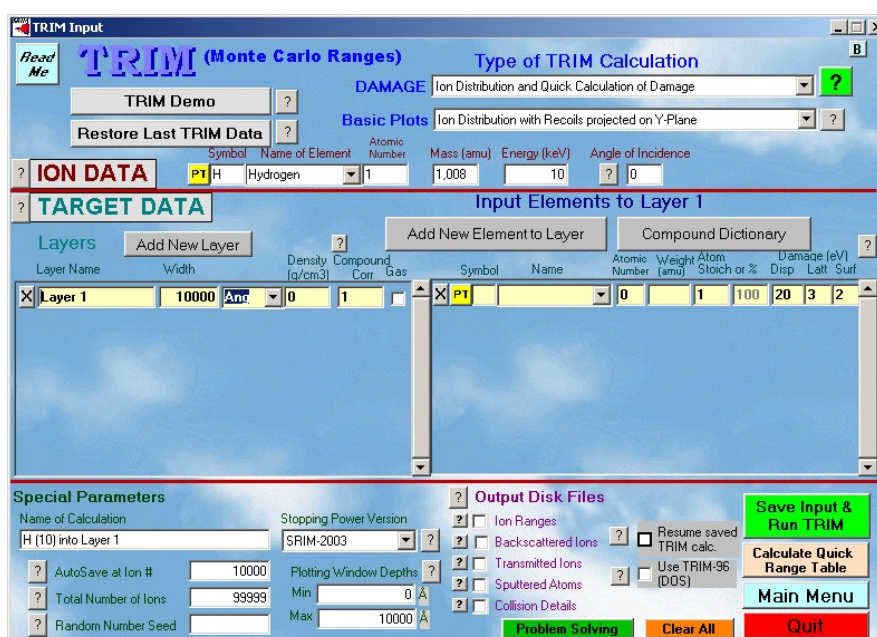 TRIM Input
B
Read Me
TRIM (Monte Carlo Ranges)
Type of TRIM Calculation
DAMAGE Ion Distribution and Quick Calculation of Damage ?
TRIM Demo ?
Basic Plots Ion Distribution with Recoils projected on Y-Plane ?
Restore Last TRIM Data ?
Symbol Name of Element Atomic Number Mass (amu) Energy (keV) Angle of Incidence
? ION DATA PT H Hydrogen 1 1,008 10 ? 0
? TARGET DATA
Input Elements to Layer 1
Layers Add New Layer ?
Add New Element to Layer Compound Dictionary ?
Layer Name Width Density (g/cm3) Compound Corr Gas
Symbol Name Atomic Number Weight (amu) Atom Stoich or % Damage (eV) Disp Latt Surf
X Layer 1 10000 Ang 0 1
X PT 0 1 100 20 3 2
Special Parameters
Name of Calculation
H (10) into Layer 1
Stopping Power Version
SRIM-2003 ?
? AutoSave at Ion # 10000
? Total Number of Ions 99999
? Random Number Seed
Plotting Window Depths ?
Min 0 Å
Max 10000 Å
? Output Disk Files
? Ion Ranges
? Backscattered Ions
? Transmitted Ions
? Sputtered Atoms
? Collision Details
? Resume saved TRIM calc.
? Use TRIM-96 (DOS)
Problem Solving
Clear All
Save Input & Run TRIM
Calculate Quick Range Table
Main Menu
Quit